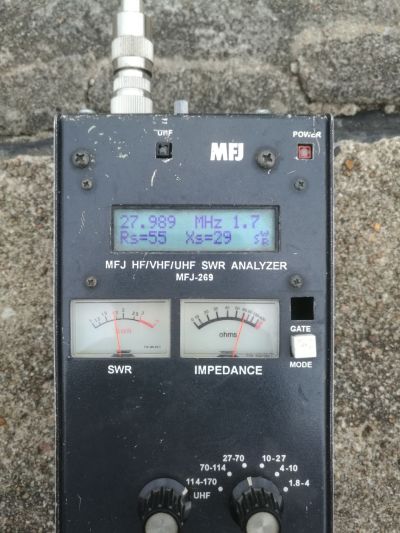 UHF
MFJ
POWER
27.989 MHz 1.7
Rs=55 Xs=29 SWR
MFJ HF/VHF/UHF SWR ANALYZER
MFJ-269
SWR
ohms
GATE
MODE
SWR
IMPEDANCE
27-70
10-27
70-114
4-10
114-170
1.8-4
UHF